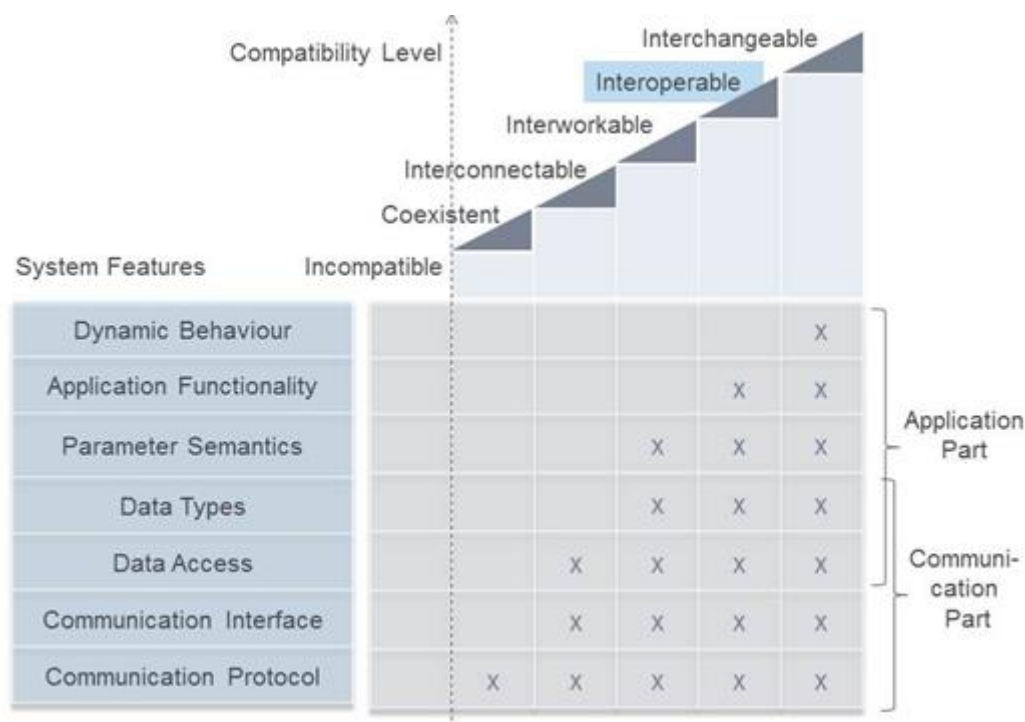 Compatibility Level
Interchangeable
Interoperable
Interworkable
Interconnectable
Coexistent
System Features
Incompatible
Dynamic Behaviour X
Application Functionality X X
Parameter Semantics X X X
Data Types X X X
Data Access X X X X
Communication Interface X X X X
Communication Protocol X X X X X
Application
Part
Communi-
cation
Part